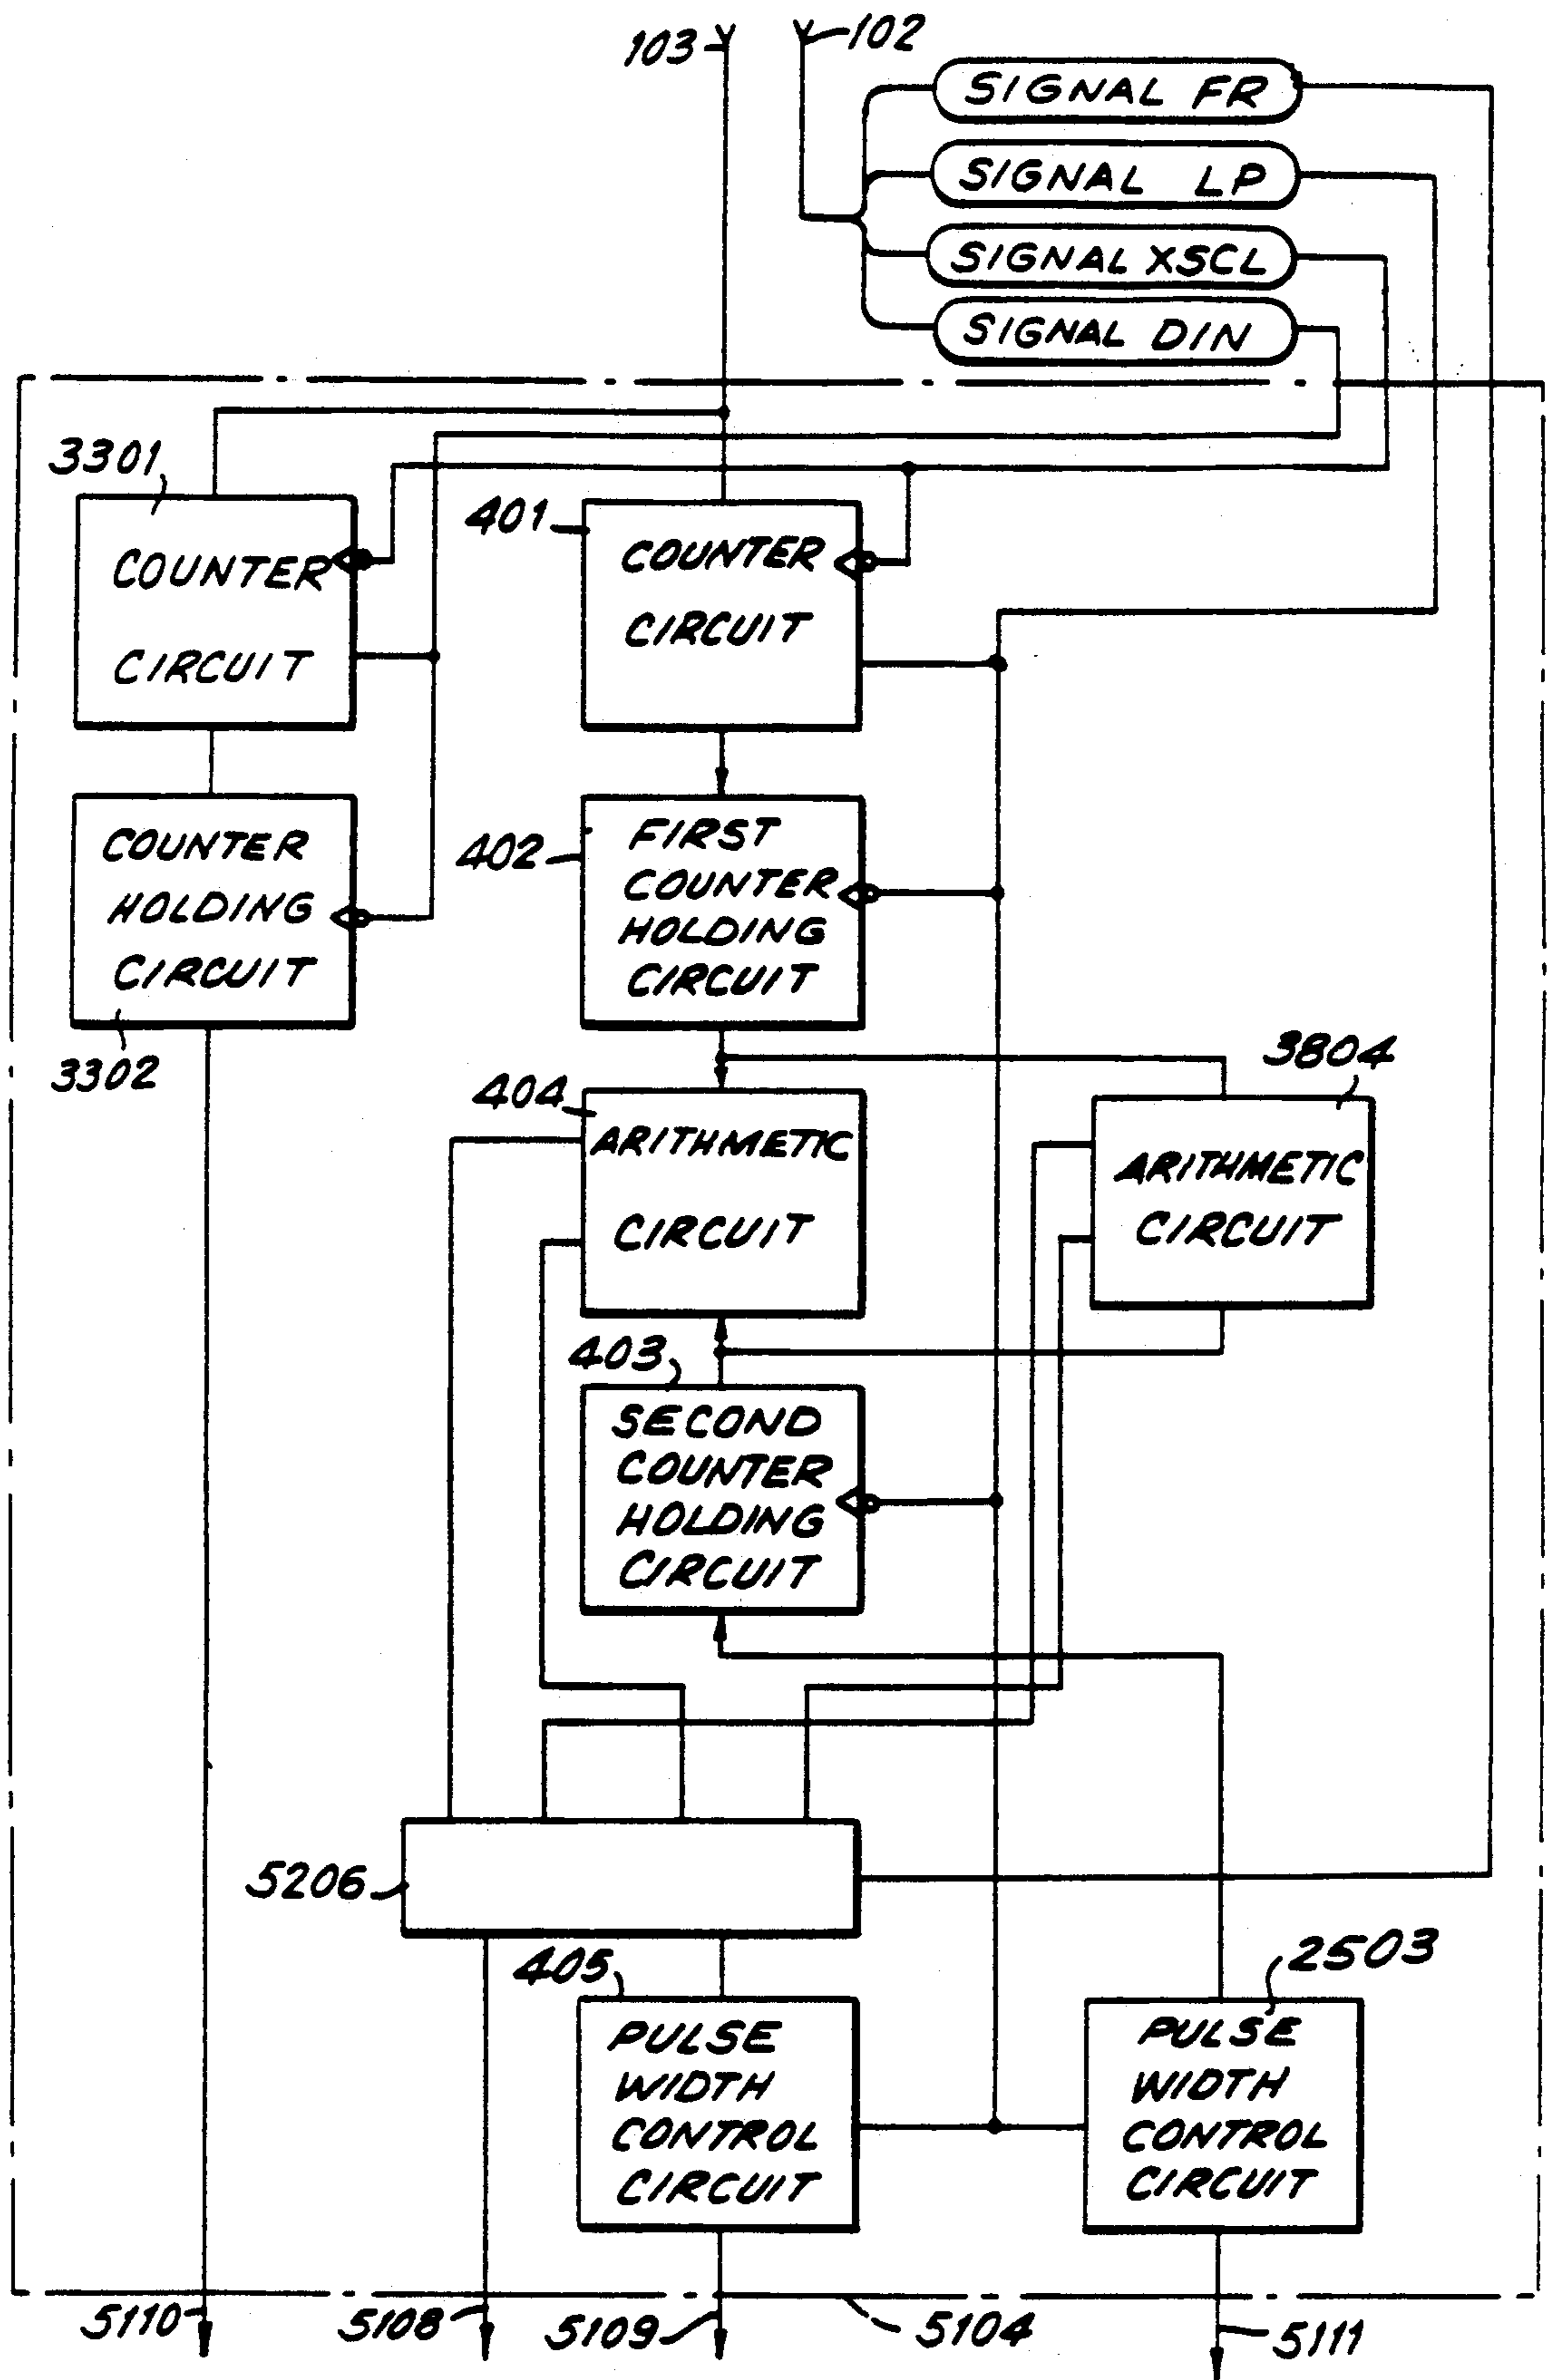 103
102
SIGNAL FR
SIGNAL LP
SIGNAL XSCL
SIGNAL DIN
3301
COUNTER
CIRCUIT
401
COUNTER
CIRCUIT
COUNTER
HOLDING
CIRCUIT
3302
402
FIRST
COUNTER
HOLDING
CIRCUIT
404
ARITHMETIC
CIRCUIT
3804
ARITHMETIC
CIRCUIT
403
SECOND
COUNTER
HOLDING
CIRCUIT
5206
405
PULSE
WIDTH
CONTROL
CIRCUIT
2503
PULSE
WIDTH
CONTROL
CIRCUIT
5110
5108
5109
5104
5111